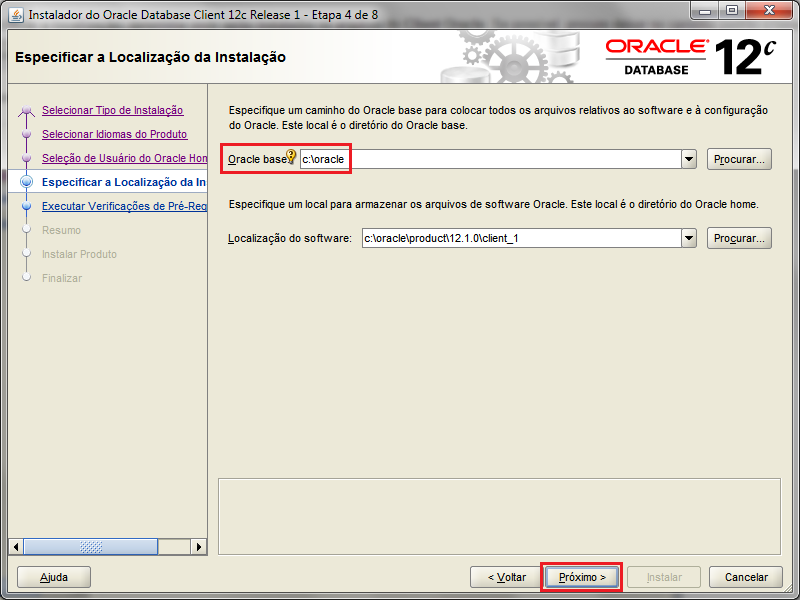 Instalador do Oracle Database Client 12c Release 1 - Etapa 4 de 8
Especificar a Localização da Instalação
ORACLE
DATABASE
12c
Selecionar Tipo de Instalação
Selecionar Idiomas do Produto
Seleção de Usuário do Oracle Hom
Especificar a Localização da In
Executar Verificações de Pré-Req
Resumo
Instalar Produto
Finalizar
Especifique um caminho do Oracle base para colocar todos os arquivos relativos ao software e à configuração
do Oracle. Este local é o diretório do Oracle base.
Oracle base: c:\oracle Procurar...
Especifique um local para armazenar os arquivos de software Oracle. Este local é o diretório do Oracle home.
Localização do software: c:\oracle\product\12.1.0\client_1 Procurar...
Ajuda < Voltar Próximo > Instalar Cancelar